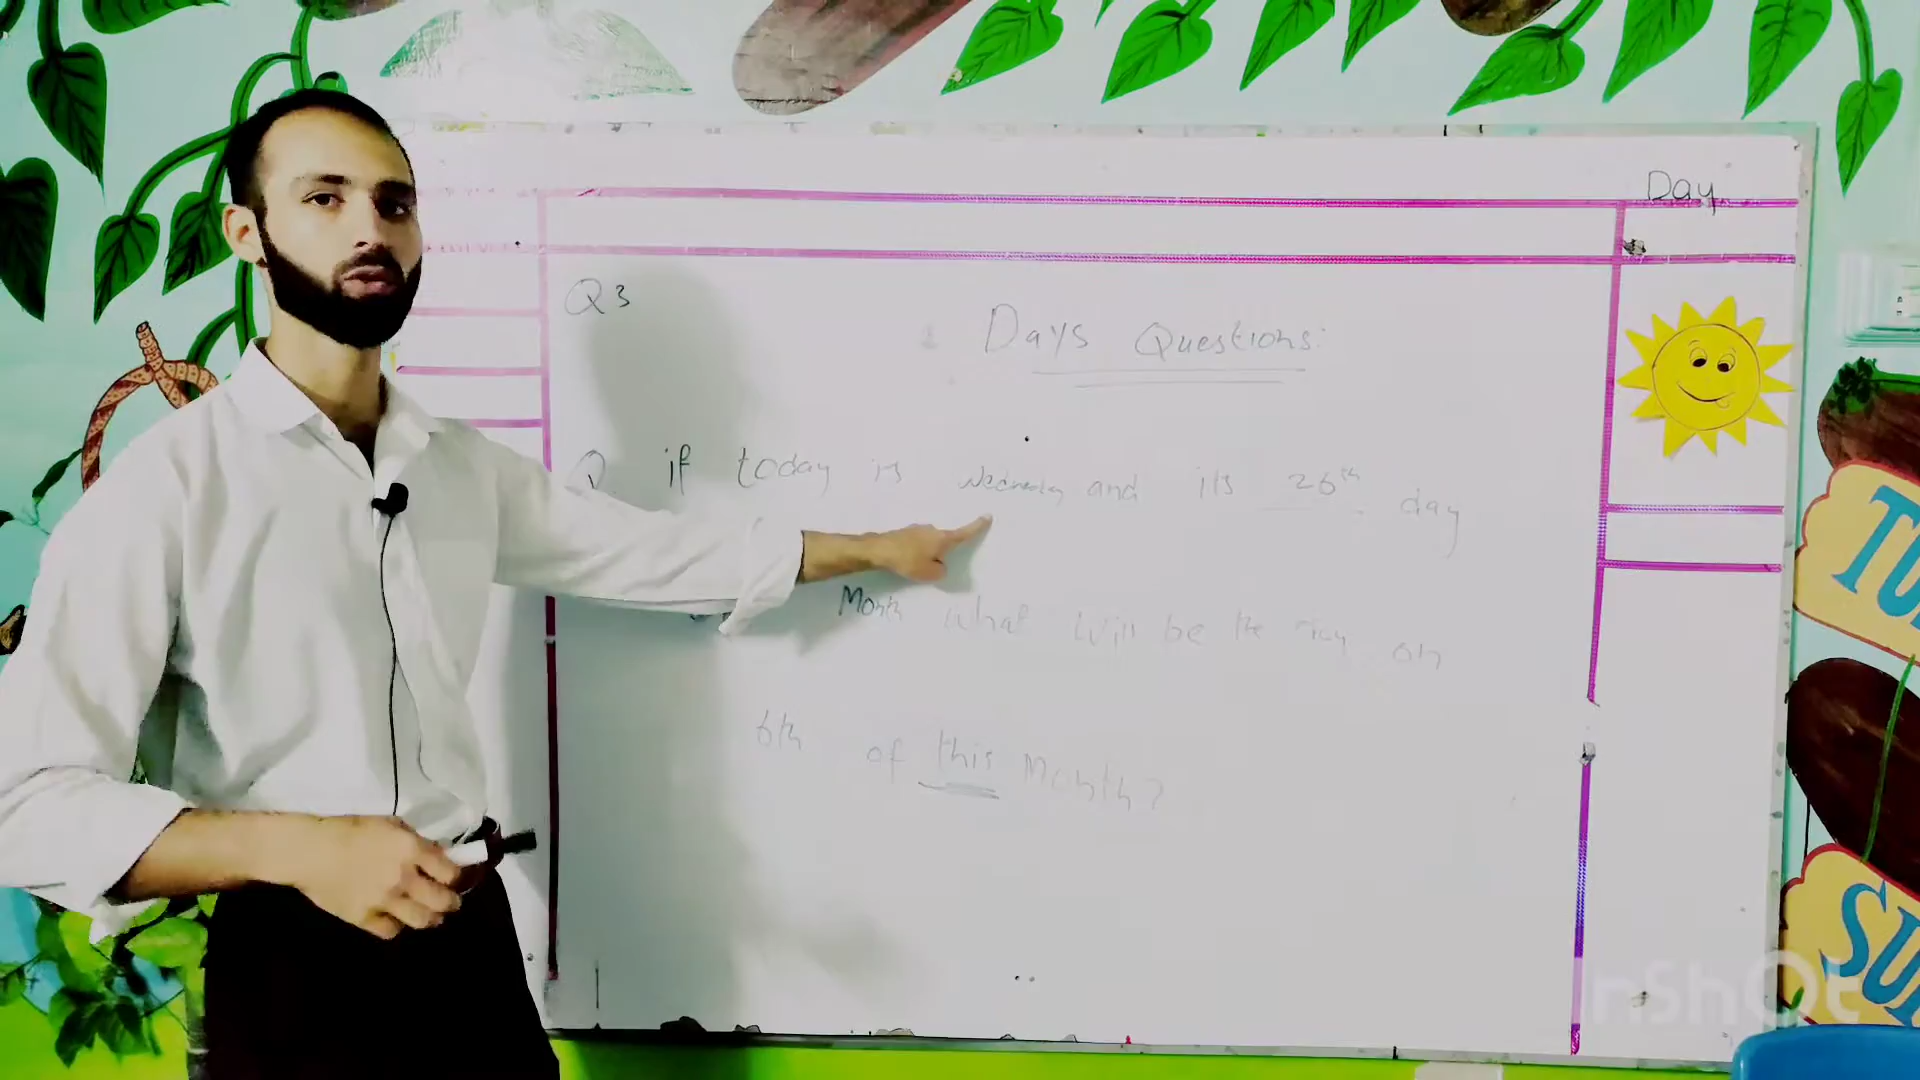 Day
Q3
Days Questions:
Q if today is Wednesday and its 26th day
Month what will be the day on
6th of this Month?
TU
SU
InShOt